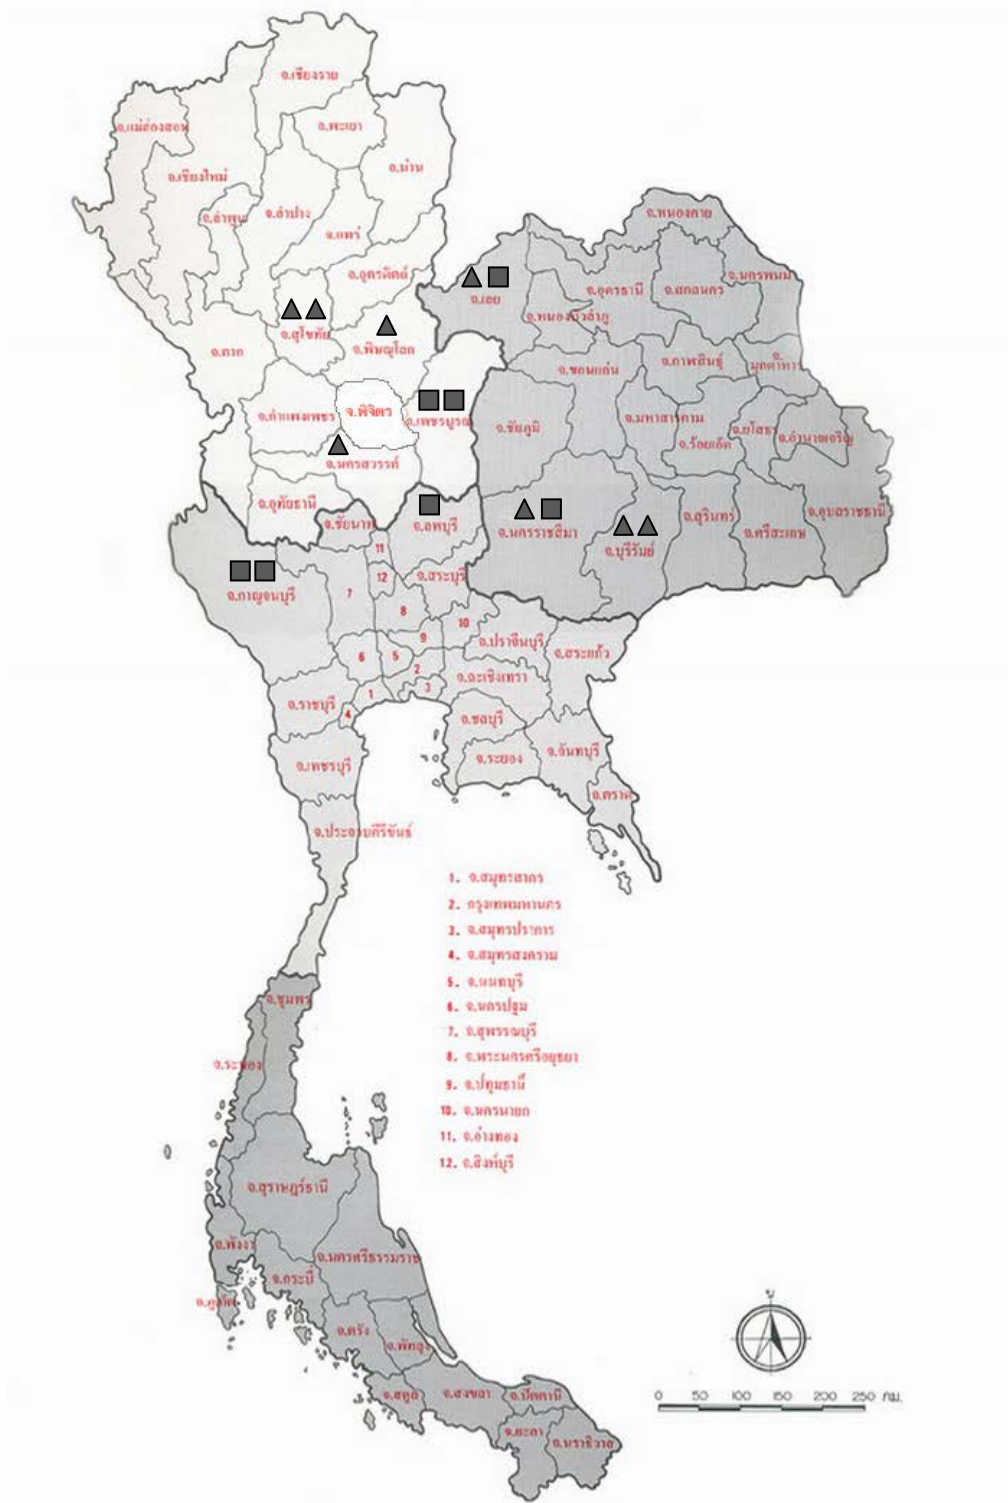 จ.เชียงราย
จ.แม่ฮ่องสอน
จ.พะเยา
จ.เชียงใหม่
จ.น่าน
จ.ลำพูน
จ.ลำปาง
จ.แพร่
จ.อุตรดิตถ์
จ.สุโขทัย
จ.ตาก
จ.พิษณุโลก
จ.กำแพงเพชร
จ.พิจิตร
จ.เพชรบูรณ์
จ.นครสวรรค์
จ.อุทัยธานี
จ.หนองคาย
จ.เลย
จ.อุดรธานี
จ.สกลนคร
จ.นครพนม
จ.หนองบัวลำภู
จ.ขอนแก่น
จ.กาฬสินธุ์
จ.มุกดาหาร
จ.ชัยภูมิ
จ.มหาสารคาม
จ.ร้อยเอ็ด
จ.ยโสธร
จ.อำนาจเจริญ
จ.นครราชสีมา
จ.บุรีรัมย์
จ.สุรินทร์
จ.ศรีสะเกษ
จ.อุบลราชธานี
จ.ชัยนาท
จ.ลพบุรี
11
จ.สระบุรี
12
จ.กาญจนบุรี
7
8
10
9
จ.ปราจีนบุรี
จ.สระแก้ว
6
5
2
จ.ฉะเชิงเทรา
3
1
จ.ราชบุรี
4
จ.ชลบุรี
จ.เพชรบุรี
จ.ระยอง
จ.จันทบุรี
จ.ตราด
จ.ประจวบคีรีขันธ์
1. จ.สมุทรสาคร
2. กรุงเทพมหานคร
3. จ.สมุทรปราการ
4. จ.สมุทรสงคราม
5. จ.นนทบุรี
6. จ.นครปฐม
7. จ.สุพรรณบุรี
8. จ.พระนครศรีอยุธยา
9. จ.ปทุมธานี
10. จ.นครนายก
11. จ.อ่างทอง
12. จ.สิงห์บุรี
จ.ชุมพร
จ.ระนอง
จ.สุราษฎร์ธานี
จ.พังงา
จ.นครศรีธรรมราช
จ.กระบี่
จ.ภูเก็ต
จ.ตรัง
จ.พัทลุง
จ.สตูล
จ.สงขลา
จ.ปัตตานี
จ.ยะลา
จ.นราธิวาส
น
0 50 100 150 200 250 กม.